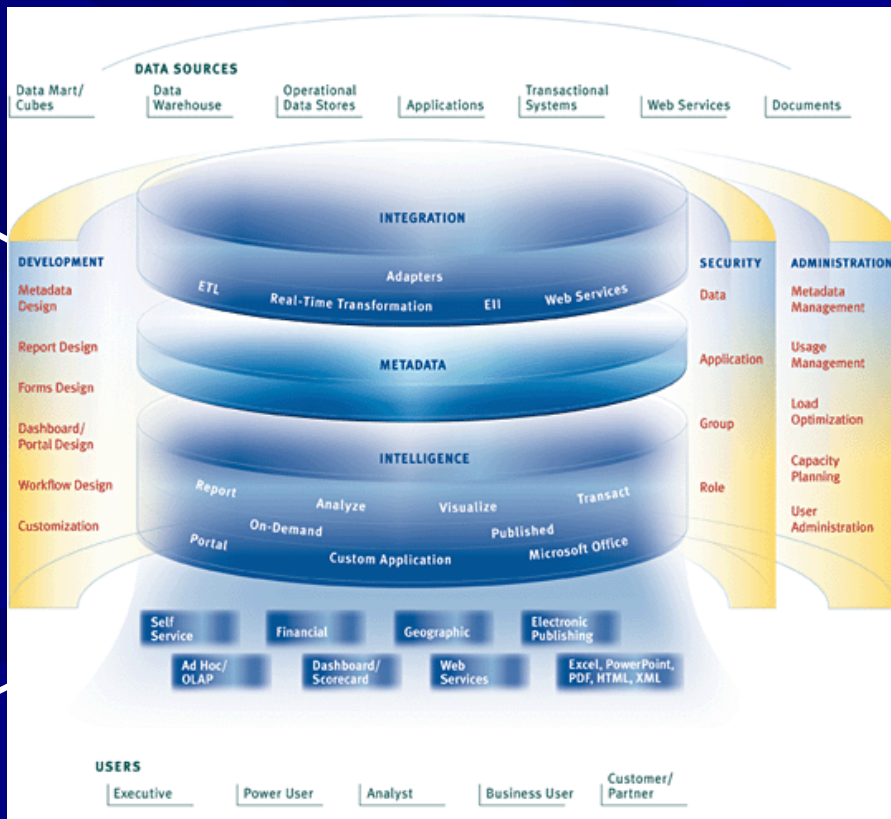 DATA SOURCES
Data Mart/
Cubes
Data
Warehouse
Operational
Data Stores
Applications
Transactional
Systems
Web Services
Documents
INTEGRATION
Adapters
ETL
Real-Time Transformation
EII
Web Services
METADATA
INTELLIGENCE
Report
Analyze
Visualize
Transact
On-Demand
Published
Portal
Custom Application
Microsoft Office
DEVELOPMENT
Metadata
Design
Report Design
Forms Design
Dashboard/
Portal Design
Workflow Design
Customization
SECURITY
Data
Application
Group
Role
ADMINISTRATION
Metadata
Management
Usage
Management
Load
Optimization
Capacity
Planning
User
Administration
Self
Service
Financial
Geographic
Electronic
Publishing
Ad Hoc/
OLAP
Dashboard/
Scorecard
Web
Services
Excel, PowerPoint,
PDF, HTML, XML
USERS
Executive
Power User
Analyst
Business User
Customer/
Partner